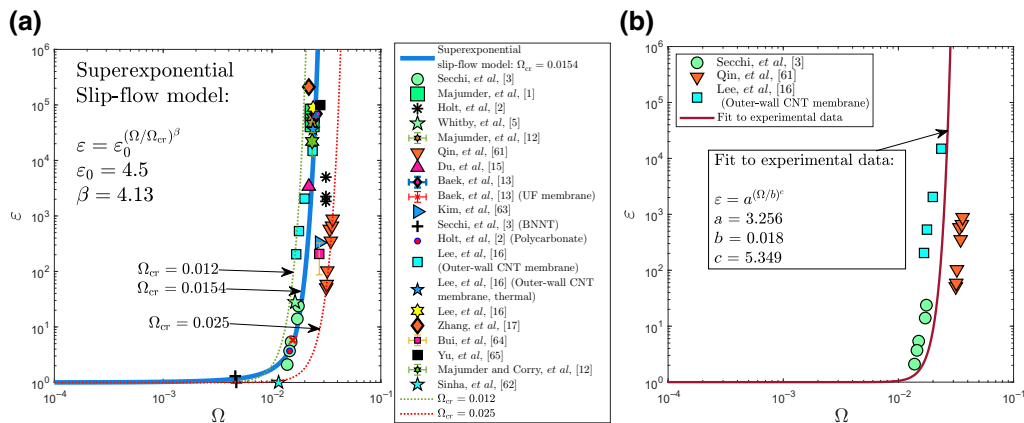 (a)
10^6
10^5
10^4
10^3
10^2
10^1
10^0
ε
Superexponential
Slip-flow model:
ε = ε_0^{(Ω/Ω_cr)^β}
ε_0 = 4.5
β = 4.13
Ω_cr = 0.012
Ω_cr = 0.0154
Ω_cr = 0.025
10^-4
10^-3
10^-2
10^-1
Ω
Superexponential
slip-flow model: Ω_cr = 0.0154
Secchi, et al, [3]
Majumder, et al, [1]
Holt, et al, [2]
Whitby, et al, [5]
Majumder, et al, [12]
Qin, et al, [61]
Du, et al, [15]
Baek, et al, [13]
Baek, et al, [13] (UF membrane)
Kim, et al, [63]
Secchi, et al, [3] (BNNT)
Holt, et al, [2] (Polycarbonate)
Lee, et al, [16]
(Outer-wall CNT membrane)
Lee, et al, [16] (Outer-wall CNT
membrane, thermal)
Lee, et al, [16]
Zhang, et al, [17]
Bui, et al, [64]
Yu, et al, [65]
Majumder and Corry, et al, [12]
Sinha, et al, [62]
Ω_cr = 0.012
Ω_cr = 0.025
(b)
10^6
10^5
10^4
10^3
10^2
10^1
10^0
ε
Secchi, et al, [3]
Qin, et al, [61]
Lee, et al, [16]
(Outer-wall CNT membrane)
Fit to experimental data
Fit to experimental data:
ε = a^{(Ω/b)^c}
a = 3.256
b = 0.018
c = 5.349
10^-4
10^-3
10^-2
10^-1
Ω